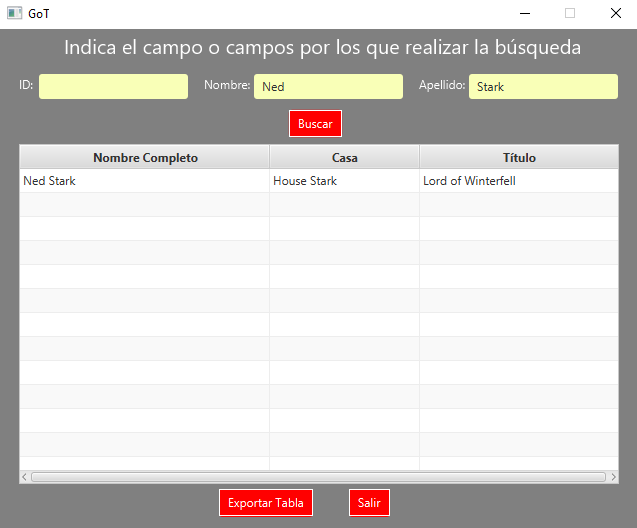 GoT
Indica el campo o campos por los que realizar la búsqueda
ID: Nombre: Ned Apellido: Stark
Buscar
Nombre Completo Casa Título
Ned Stark House Stark Lord of Winterfell
Exportar Tabla Salir